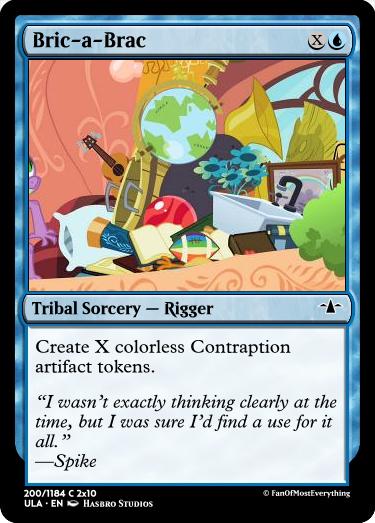 Bric-a-Brac X
Tribal Sorcery — Rigger
Create X colorless Contraption
artifact tokens.
“I wasn't exactly thinking clearly at the
time, but I was sure I'd find a use for it
all.”
—Spike
200/1184 C 2x10
ULA • EN Hasbro Studios
© FanOfMostEverything